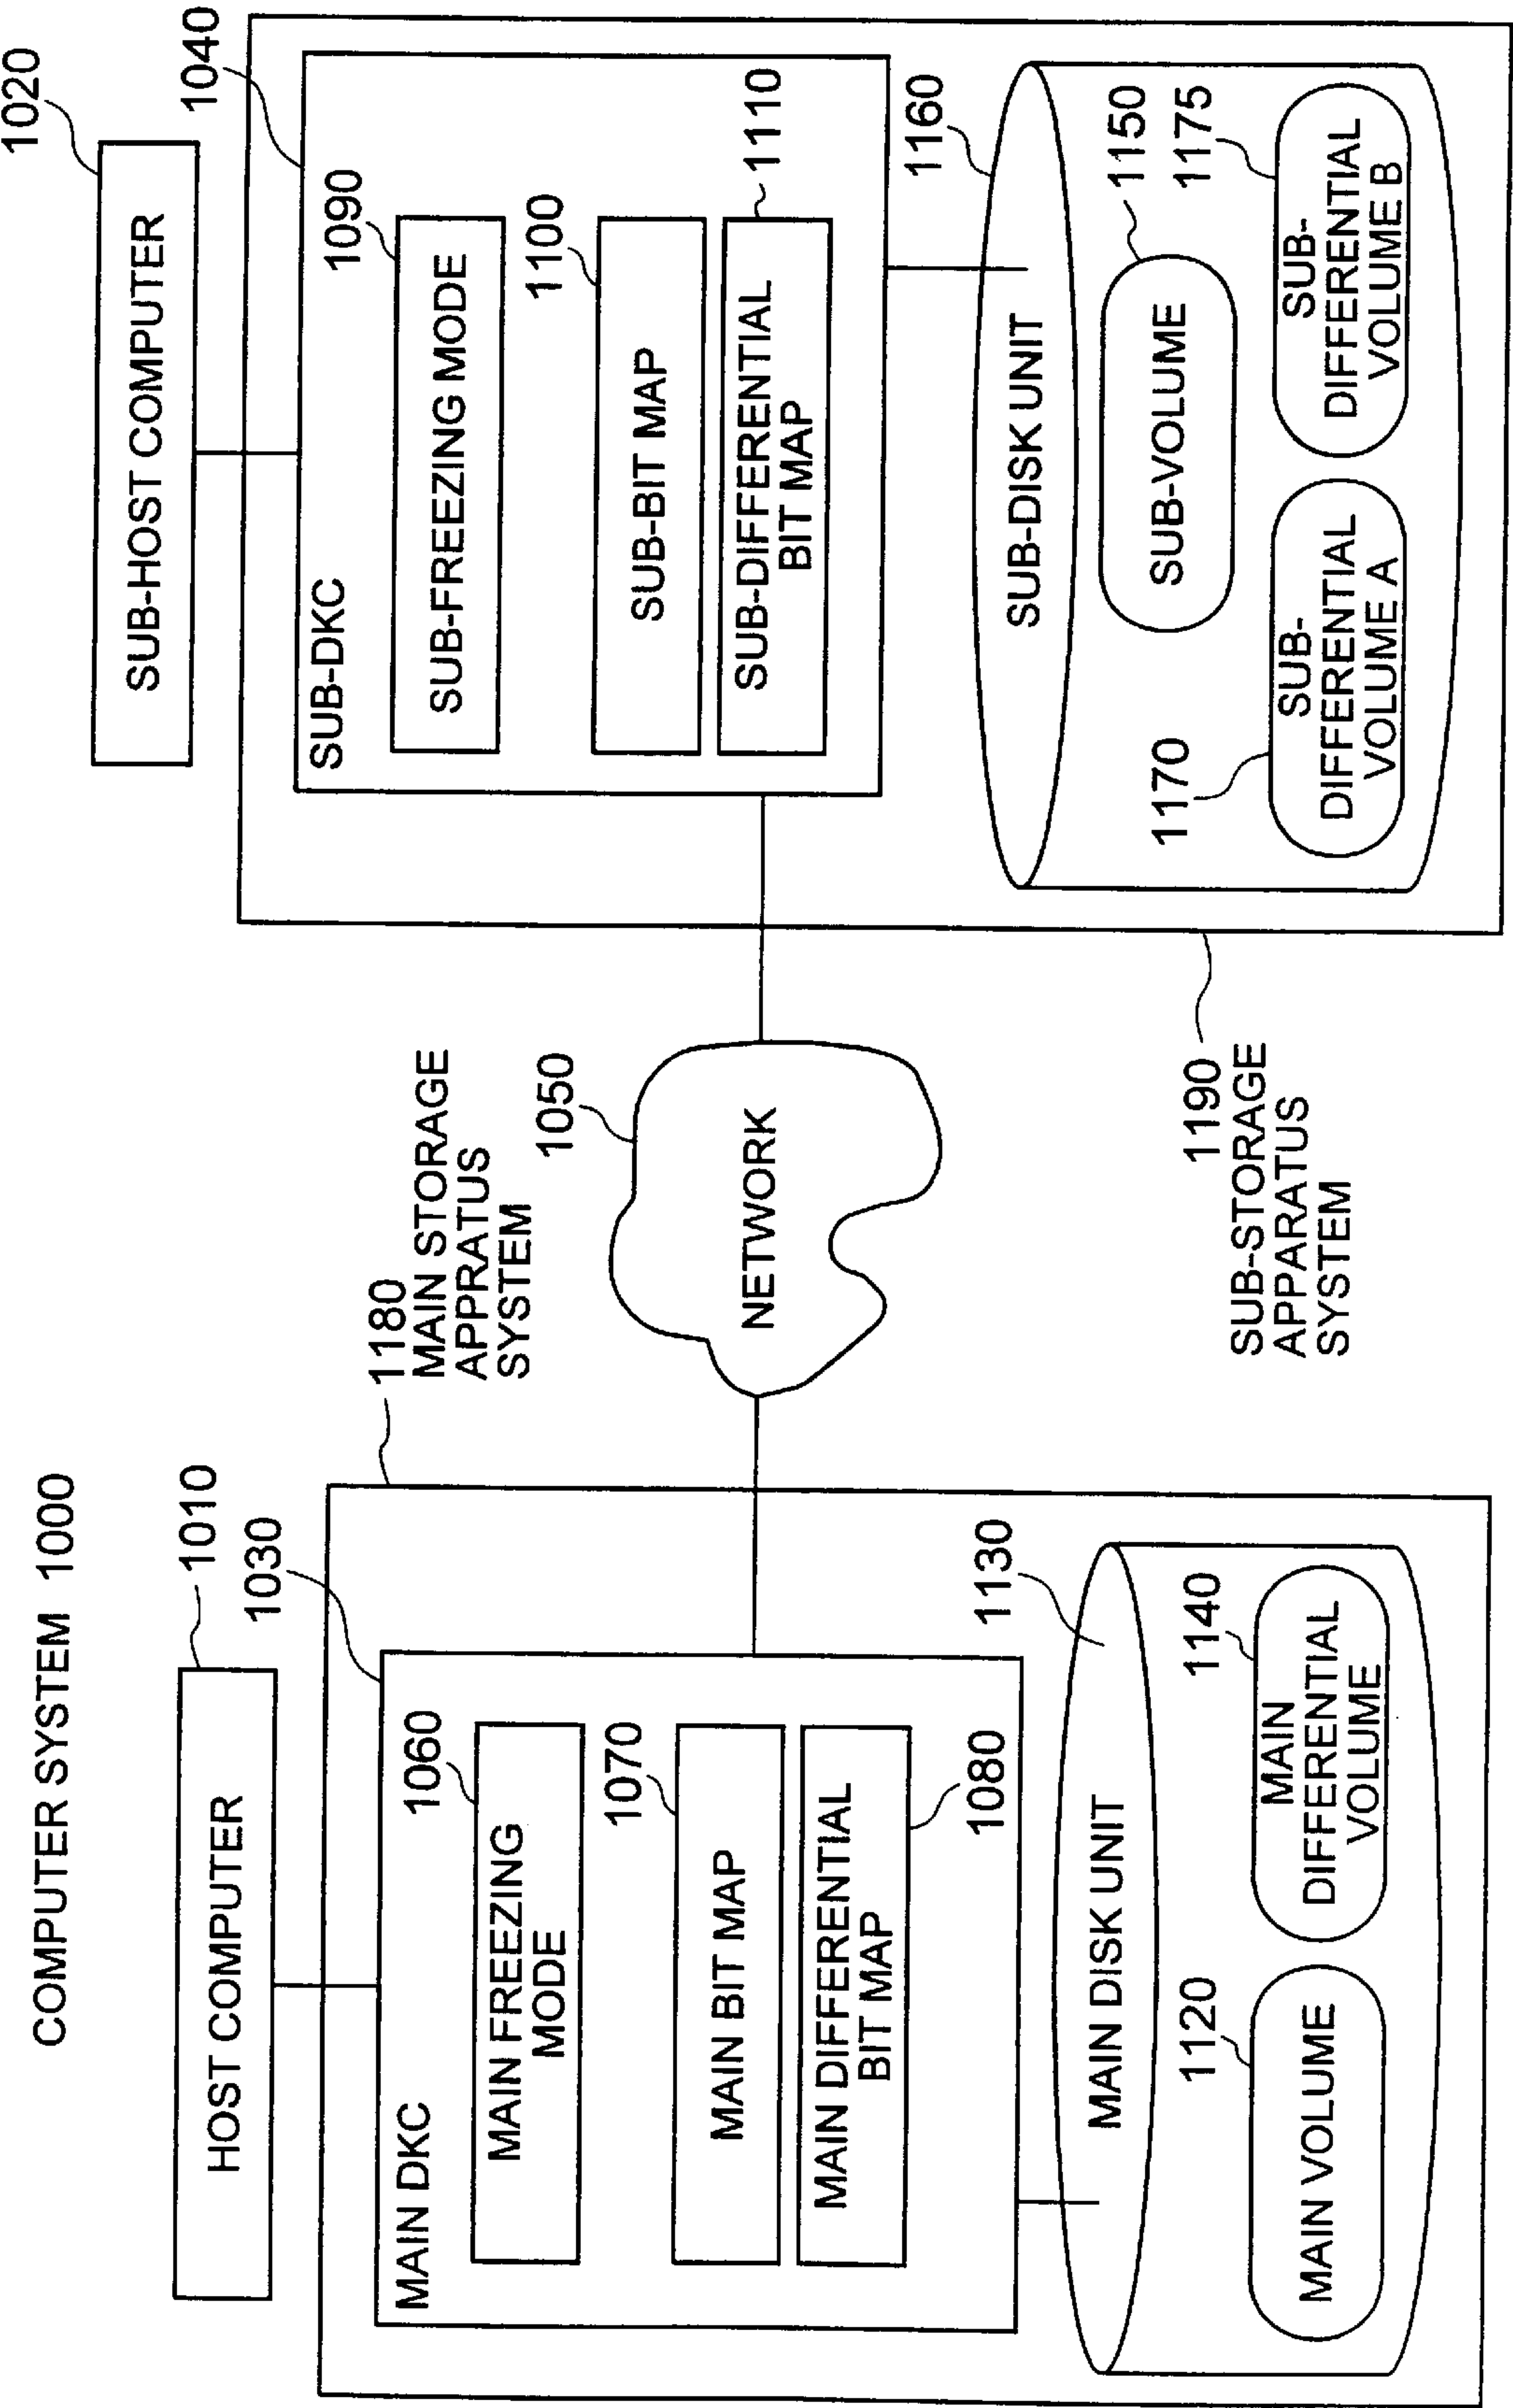 COMPUTER SYSTEM 1000
HOST COMPUTER
1010
1030
MAIN DKC
MAIN FREEZING
MODE
1060
1070
MAIN BIT MAP
MAIN DIFFERENTIAL
BIT MAP
1080
1130
MAIN DISK UNIT
1120
MAIN VOLUME
1140
MAIN
DIFFERENTIAL
VOLUME
1180
MAIN STORAGE
APPRATUS
SYSTEM
1050
NETWORK
1190
SUB-STORAGE
APPARATUS
SYSTEM
1020
SUB-HOST COMPUTER
1040
SUB-DKC
1090
SUB-FREEZING MODE
1100
SUB-BIT MAP
SUB-DIFFERENTIAL
BIT MAP
1110
1160
SUB-DISK UNIT
1150
SUB-VOLUME
1170
SUB-
DIFFERENTIAL
VOLUME A
1175
SUB-
DIFFERENTIAL
VOLUME B